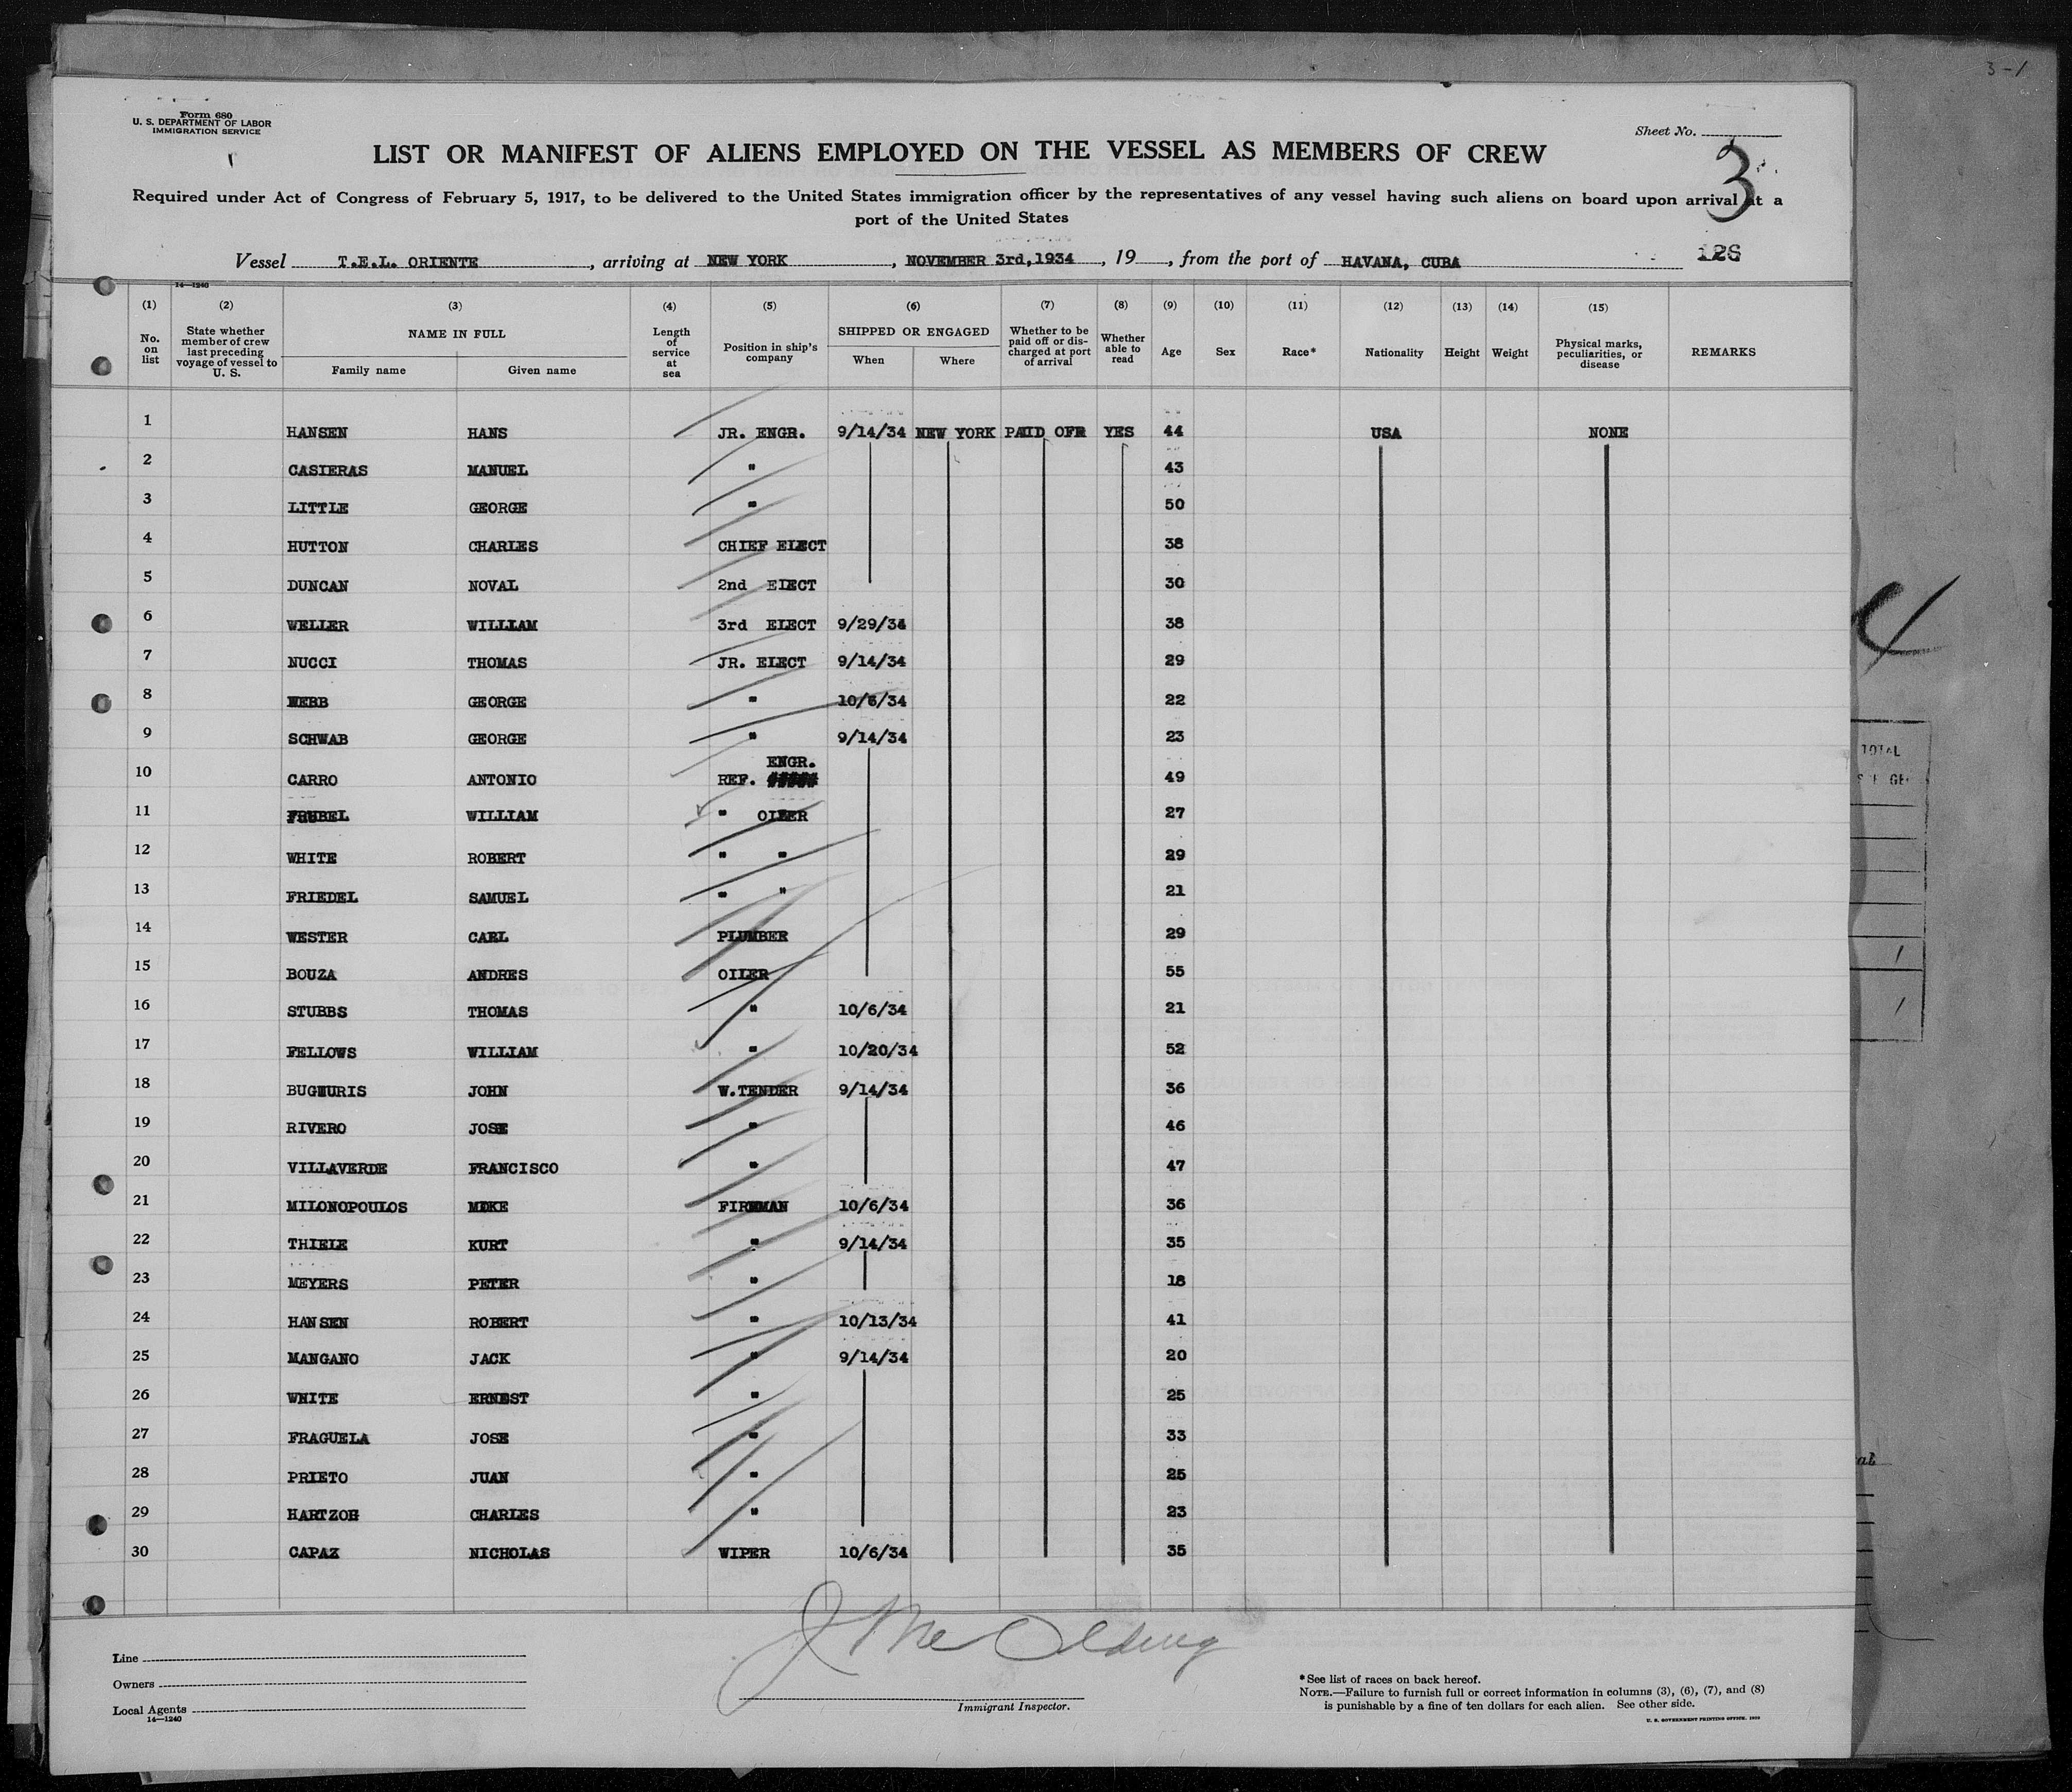 3-1
Form 680
U. S. DEPARTMENT OF LABOR
IMMIGRATION SERVICE
Sheet No.
3
LIST OR MANIFEST OF ALIENS EMPLOYED ON THE VESSEL AS MEMBERS OF CREW
Required under Act of Congress of February 5, 1917, to be delivered to the United States immigration officer by the representatives of any vessel having such aliens on board upon arrival at a
port of the United States
Vessel T.E.L. ORIENTE, arriving at NEW YORK, NOVEMBER 3rd,1934, 19, from the port of HAVANA, CUBA 126
14—1240
(1) (2) (3) (4) (5) (6) (7) (8) (9) (10) (11) (12) (13) (14) (15)
No. on list State whether member of crew last preceding voyage of vessel to U. S. NAME IN FULL Family name Given name Length of service at sea Position in ship's company SHIPPED OR ENGAGED When Where Whether to be paid off or discharged at port of arrival Whether able to read Age Sex Race* Nationality Height Weight Physical marks, peculiarities, or disease REMARKS
1 HANSEN HANS JR. ENGR. 9/14/34 NEW YORK PAID OFF YES 44 USA NONE
2 CASIERAS MANUEL " 43
3 LITTLE GEORGE " 50
4 HUTTON CHARLES CHIEF ELECT 38
5 DUNCAN NOVAL 2nd ELECT 30
6 WELLER WILLIAM 3rd ELECT 9/29/34 38
7 NUCCI THOMAS JR. ELECT 9/14/34 29
8 WEBB GEORGE " 10/6/34 22
9 SCHWAB GEORGE " 9/14/34 23
10 CARRO ANTONIO REF. ENGR. 49
11 FRUBEL WILLIAM " OILER 27
12 WHITE ROBERT " " 29
13 FRIEDEL SAMUEL " " 21
14 WESTER CARL PLUMBER 29
15 BOUZA ANDRES OILER 55
16 STUBBS THOMAS " 10/6/34 21
17 FELLOWS WILLIAM " 10/20/34 52
18 BUGWURIS JOHN W.TENDER 9/14/34 36
19 RIVERO JOSE " 46
20 VILLAVERDE FRANCISCO " 47
21 MILONOPOULOS MIKE FIREMAN 10/6/34 36
22 THIELE KURT " 9/14/34 35
23 MEYERS PETER " 18
24 HANSEN ROBERT " 10/13/34 41
25 MANGANO JACK " 9/14/34 20
26 WHITE ERNEST " 25
27 FRAGUELA JOSE " 33
28 PRIETO JUAN " 25
29 HARTZOH CHARLES " 23
30 CAPAZ NICHOLAS WIPER 10/6/34 35
4
TOTAL
Line
Owners
Local Agents
14—1240
Immigrant Inspector.
*See list of races on back hereof.
NOTE.—Failure to furnish full or correct information in columns (3), (6), (7), and (8)
is punishable by a fine of ten dollars for each alien. See other side.